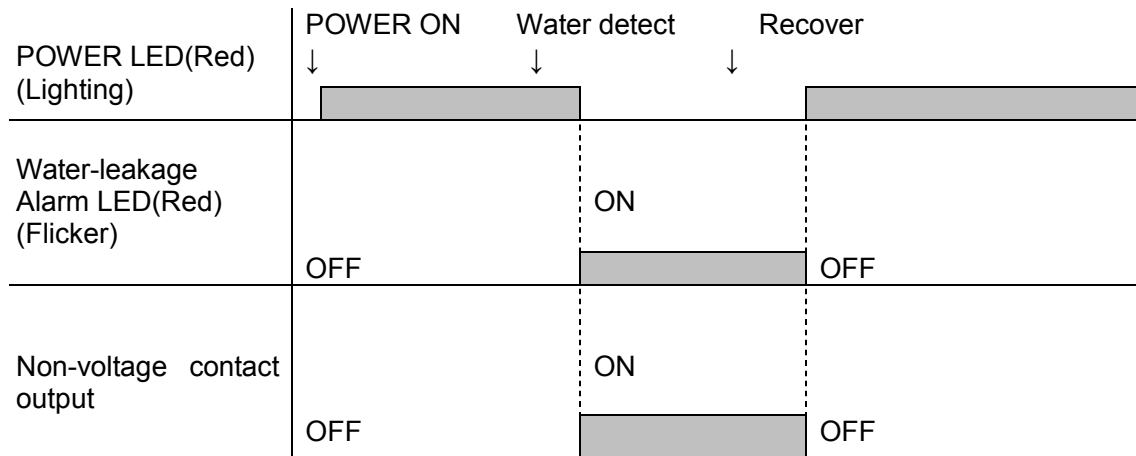 POWER ON Water detect Recover
POWER LED(Red)
↓ ↓ ↓
(Lighting)
Water-leakage
Alarm LED(Red)
(Flicker)
ON
OFF OFF
Non-voltage contact
output
ON
OFF OFF